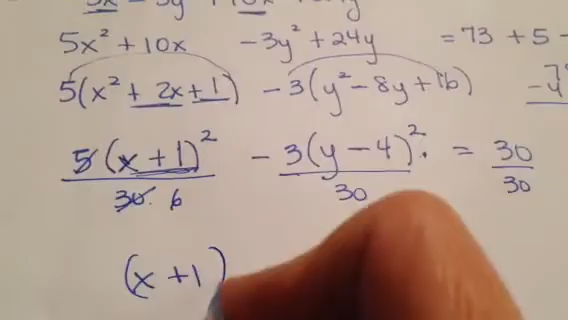 5x² + 10x - 3y² + 24y = 73 + 5 -
5(x² + 2x + 1) - 3(y² - 8y + 16)
5(x + 1)² - 3(y - 4)² = 30
30 6 30 30
(x + 1)